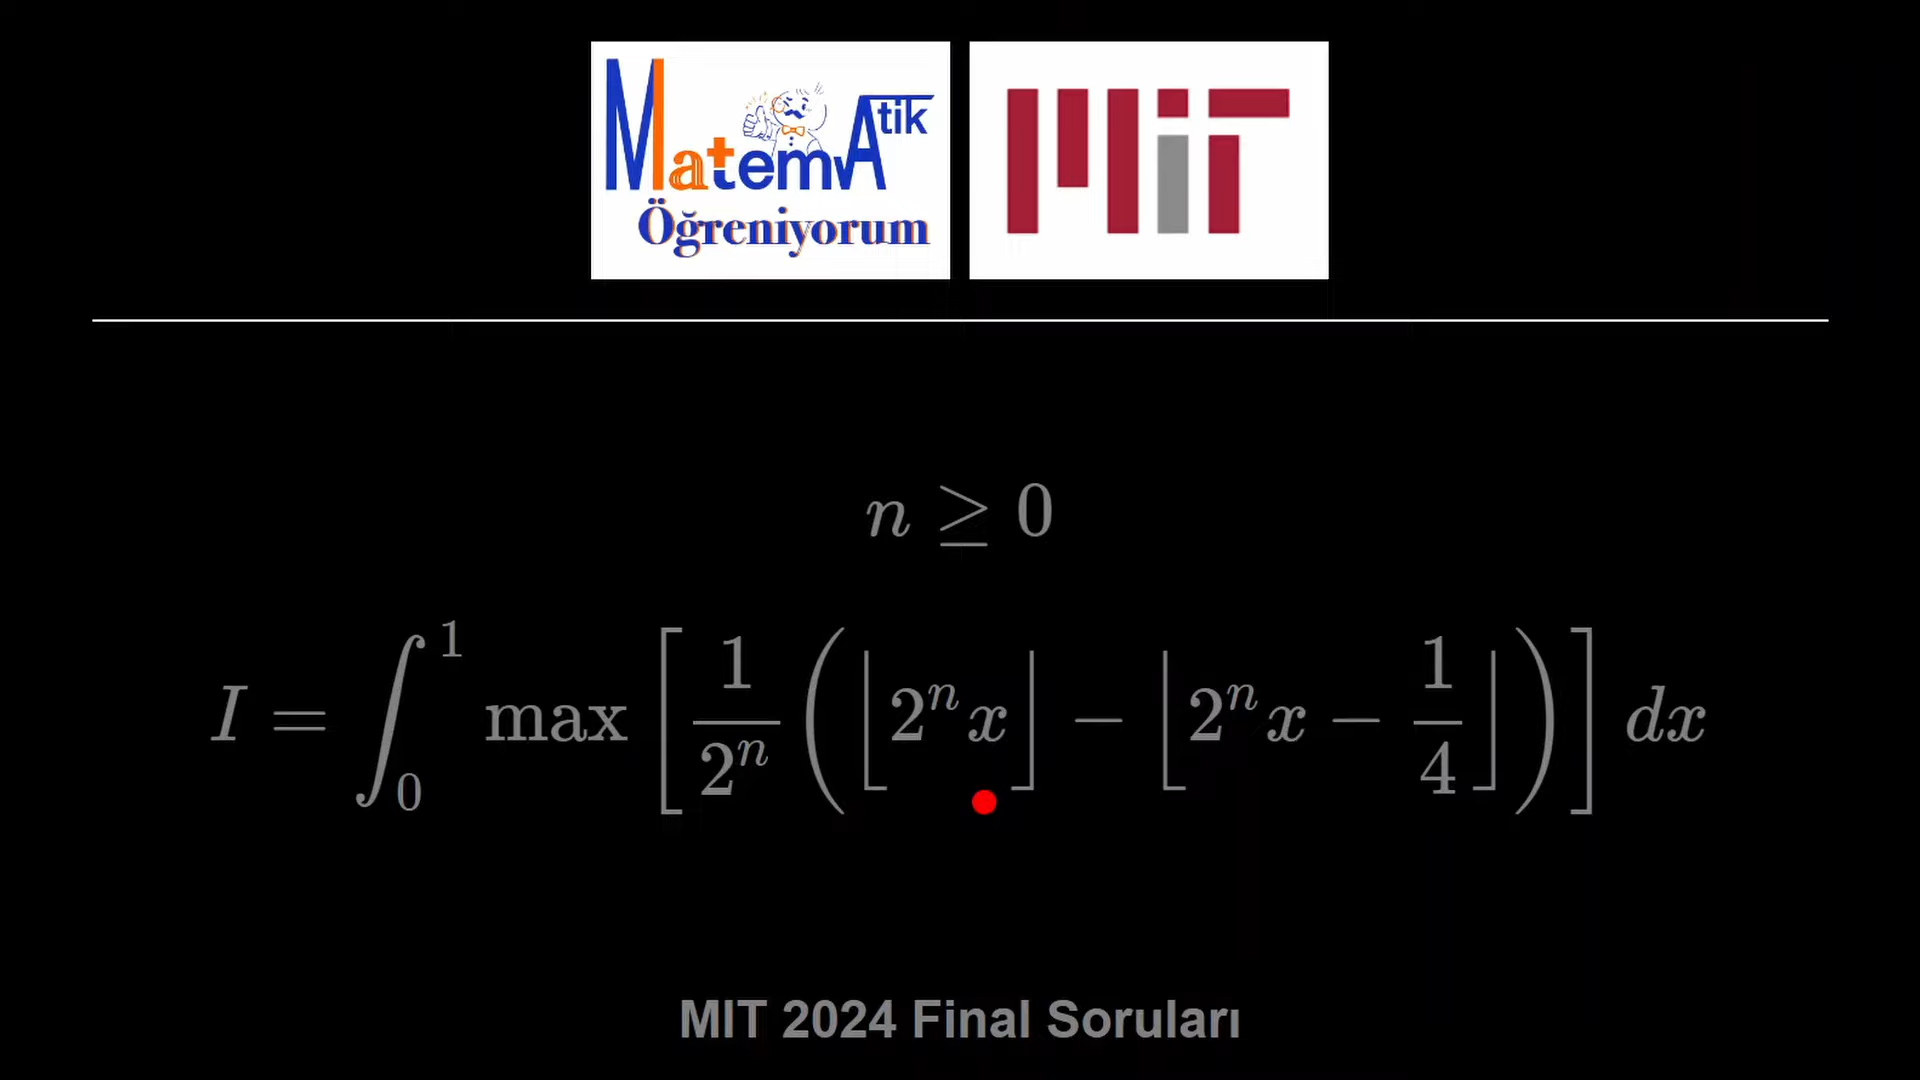 MatemAtik
Öğreniyorum
MiT
n ≥ 0
I = ∫₀¹ max [ 1/2ⁿ ( ⌊2ⁿx⌋ − ⌊2ⁿx − 1/4⌋ ) ] dx
MIT 2024 Final Soruları